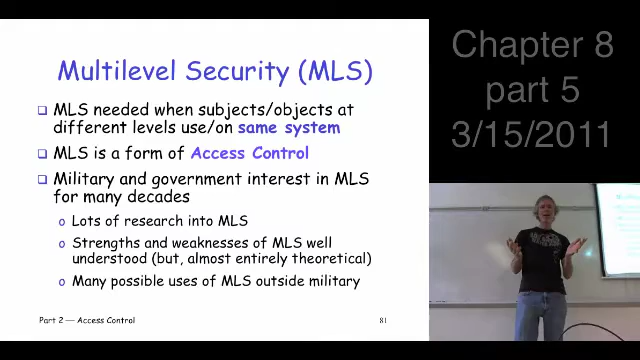 Multilevel Security (MLS)
MLS needed when subjects/objects at
different levels use/on same system
MLS is a form of Access Control
Military and government interest in MLS
for many decades
Lots of research into MLS
Strengths and weaknesses of MLS well
understood (but, almost entirely theoretical)
Many possible uses of MLS outside military
Part 2 — Access Control
81
Chapter 8
part 5
3/15/2011